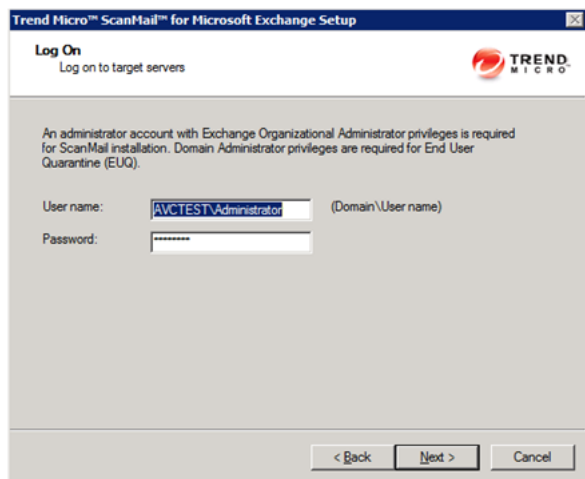 Trend Micro™ ScanMail™ for Microsoft Exchange Setup
Log On
Log on to target servers
TREND
MICRO
An administrator account with Exchange Organizational Administrator privileges is required
for ScanMail installation. Domain Administrator privileges are required for End User
Quarantine (EUQ).
User name: AVCTEST\Administrator (Domain\User name)
Password: ••••••••
< Back Next > Cancel